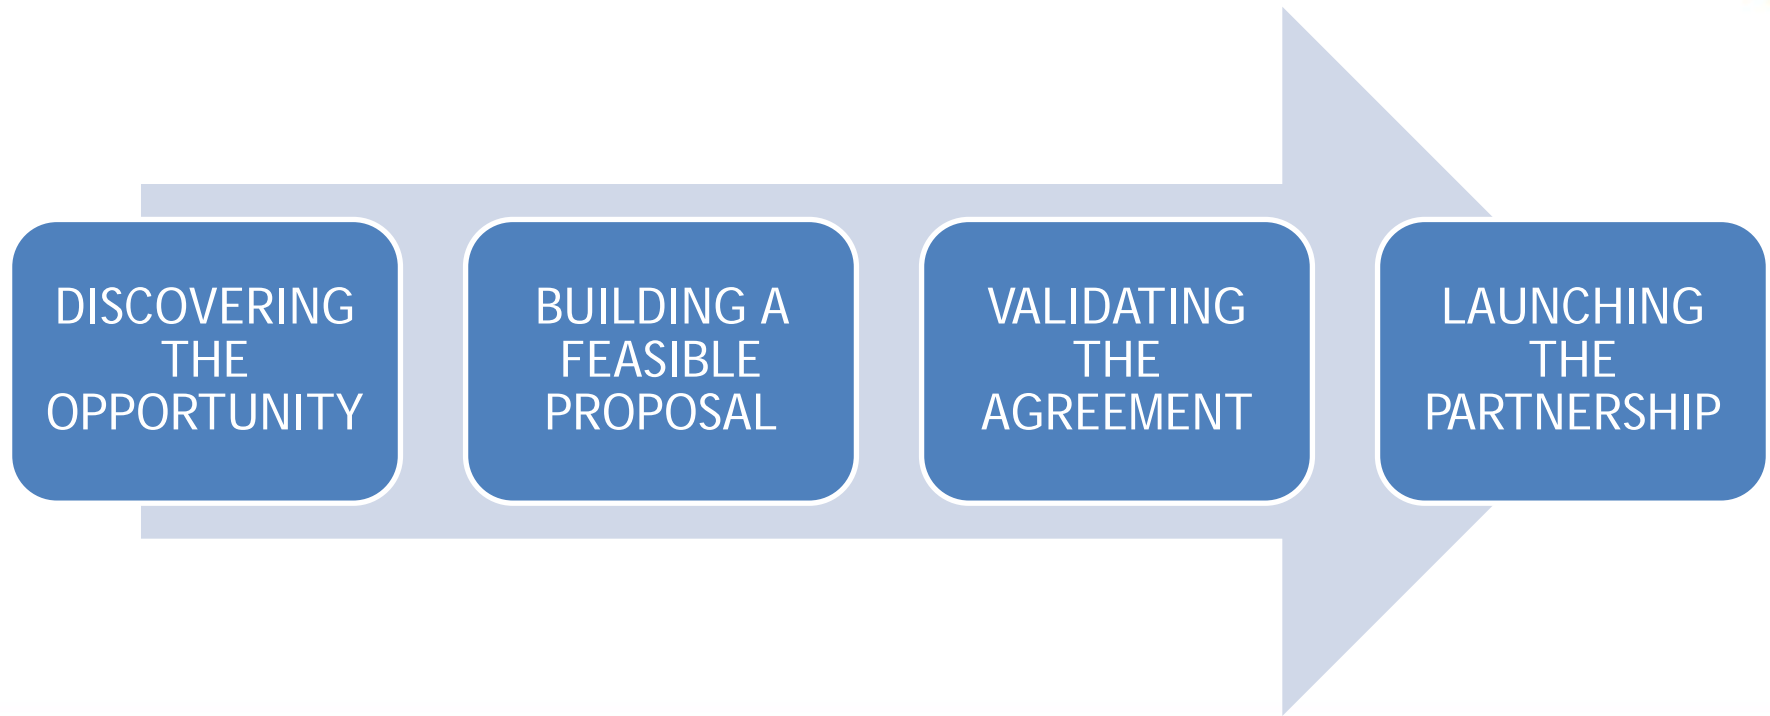 DISCOVERING
THE
OPPORTUNITY
BUILDING A
FEASIBLE
PROPOSAL
VALIDATING
THE
AGREEMENT
LAUNCHING
THE
PARTNERSHIP